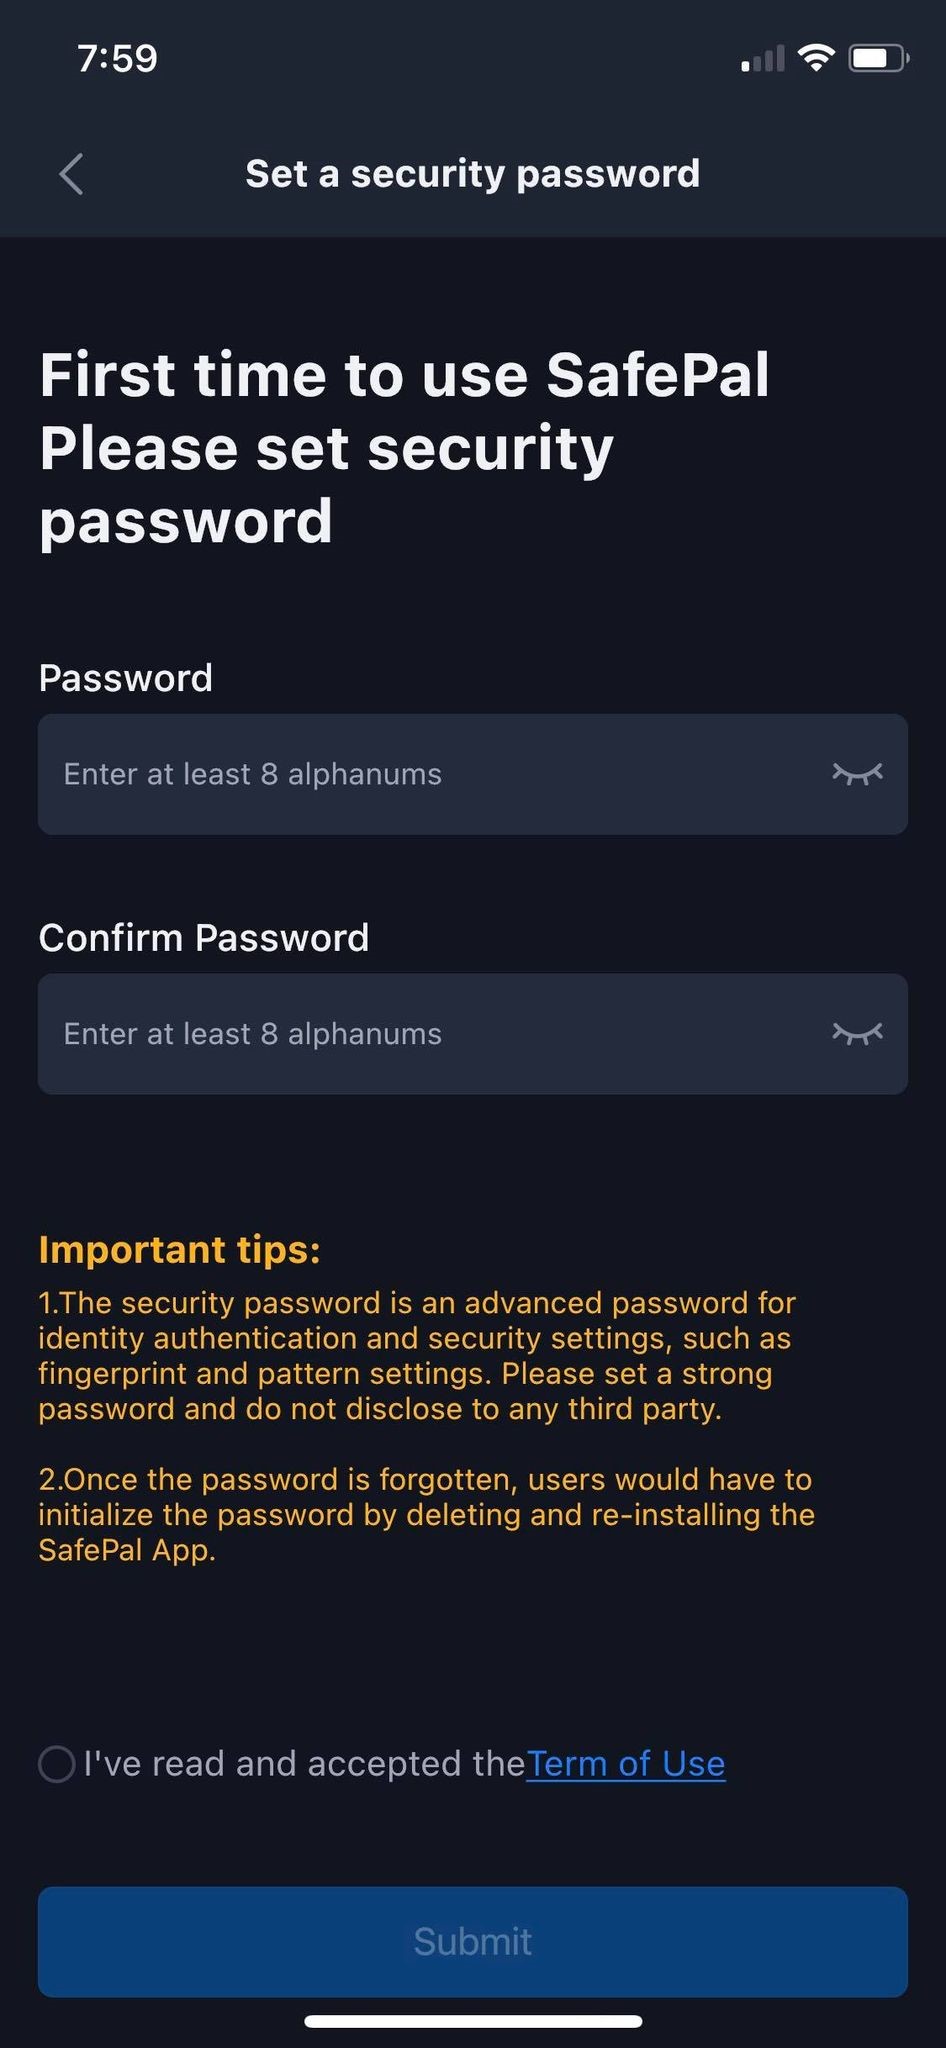 7:59
Set a security password
First time to use SafePal
Please set security
password
Password
Enter at least 8 alphanums
Confirm Password
Enter at least 8 alphanums
Important tips:
1.The security password is an advanced password for
identity authentication and security settings, such as
fingerprint and pattern settings. Please set a strong
password and do not disclose to any third party.
2.Once the password is forgotten, users would have to
initialize the password by deleting and re-installing the
SafePal App.
I've read and accepted theTerm of Use
Submit